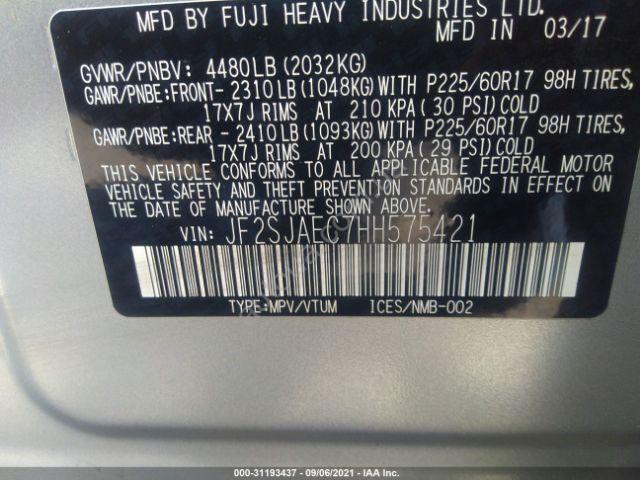 MFD BY FUJI HEAVY INDUSTRIES LTD.
MFD IN 03/17
GVWR/PNBV: 4480LB (2032KG)
GAWR/PNBE:FRONT- 2310LB (1048KG) WITH P225/60R17 98H TIRES,
17X7J RIMS AT 210 KPA ( 30 PSI) COLD
GAWR/PNBE:REAR - 2410LB (1093KG) WITH P225/60R17 98H TIRES,
17X7J RIMS AT 200 KPA ( 29 PSI) COLD
THIS VEHICLE CONFORMS TO ALL APPLICABLE FEDERAL MOTOR
VEHICLE SAFETY AND THEFT PREVENTION STANDARDS IN EFFECT ON
THE DATE OF MANUFACTURE SHOWN ABOVE.
VIN: JF2SJAEC7HH575421
TYPE:MPV/VTUM ICES/NMB-002
000-31193437 - 09/06/2021 - IAA Inc.